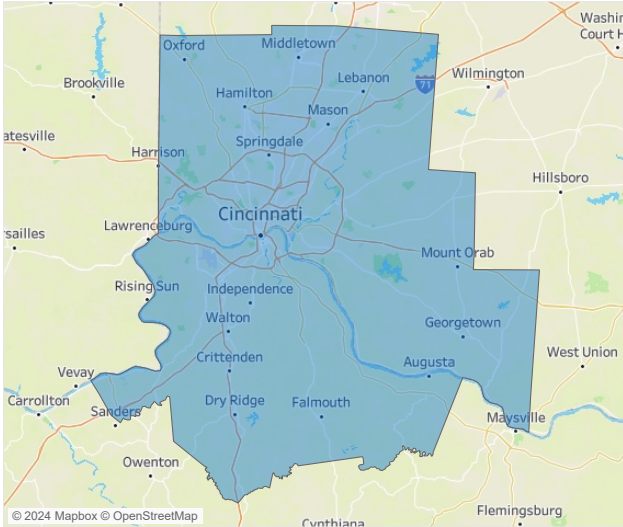 Washin
Court H
Oxford
Middletown
Brookville
Lebanon
Wilmington
71
Hamilton
Mason
atesville
Springdale
Harrison
Hillsboro
Cincinnati
Lawrenceburg
rsailles
Mount Orab
Rising Sun
Independence
Walton
Georgetown
Crittenden
West Union
Augusta
Vevay
Carrollton
Dry Ridge
Falmouth
Sanders
Maysville
Owenton
Flemingsburg
Cynthiana
© 2024 Mapbox © OpenStreetMap